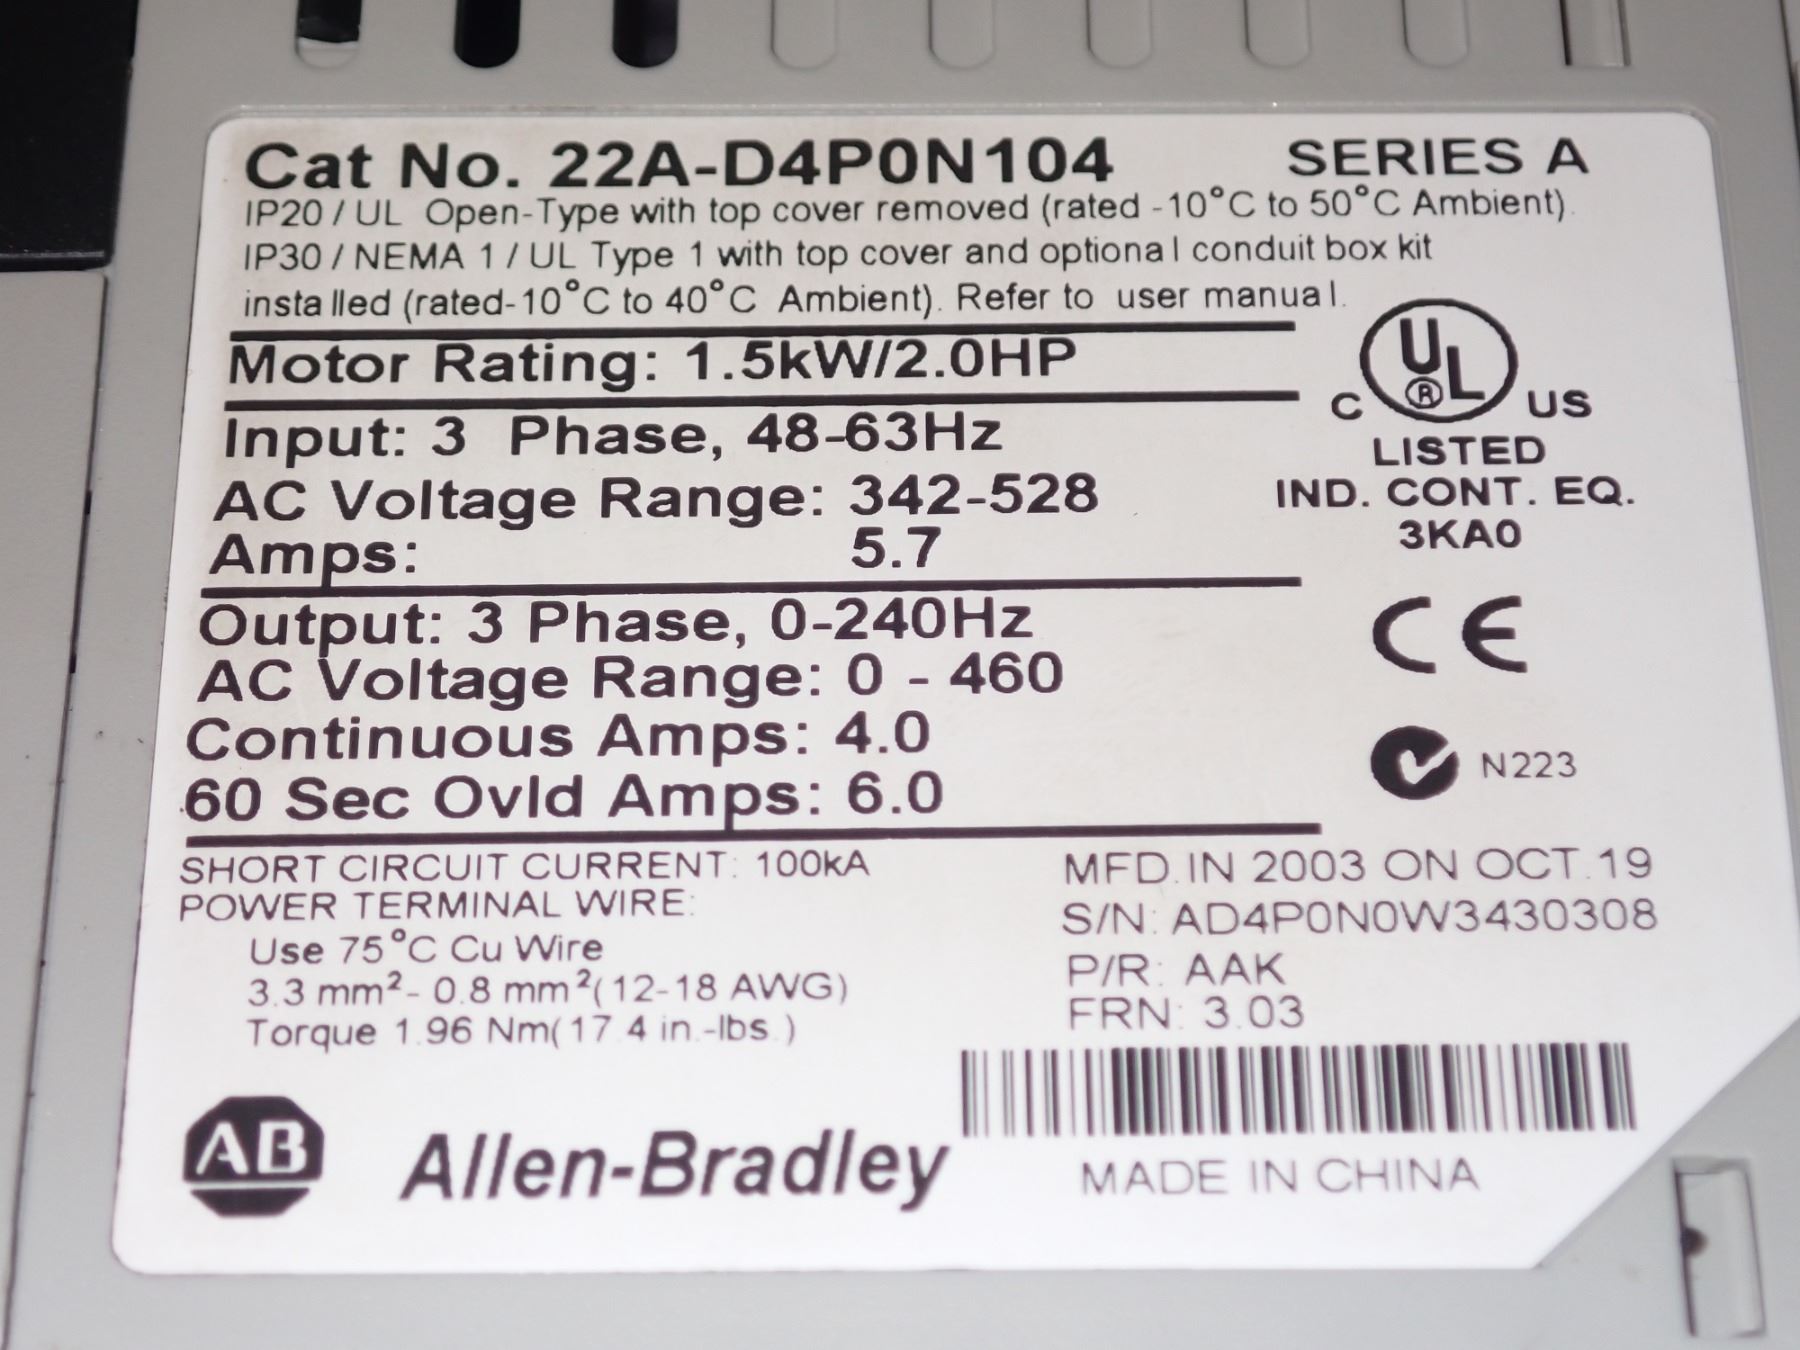 Cat No. 22A-D4P0N104 SERIES A
IP20 / UL Open-Type with top cover removed (rated -10°C to 50°C Ambient).
IP30 / NEMA 1 / UL Type 1 with top cover and optional conduit box kit
installed (rated-10°C to 40°C Ambient). Refer to user manual.
Motor Rating: 1.5kW/2.0HP
Input: 3 Phase, 48-63Hz
AC Voltage Range: 342-528
Amps: 5.7
Output: 3 Phase, 0-240Hz
AC Voltage Range: 0 - 460
Continuous Amps: 4.0
60 Sec Ovld Amps: 6.0
C UL ® US
LISTED
IND. CONT. EQ.
3KA0
CE
N223
SHORT CIRCUIT CURRENT: 100kA
POWER TERMINAL WIRE:
Use 75°C Cu Wire
3.3 mm²- 0.8 mm²(12-18 AWG)
Torque 1.96 Nm(17.4 in.-lbs.)
MFD.IN 2003 ON OCT.19
S/N: AD4P0N0W3430308
P/R: AAK
FRN: 3.03
AB Allen-Bradley
MADE IN CHINA